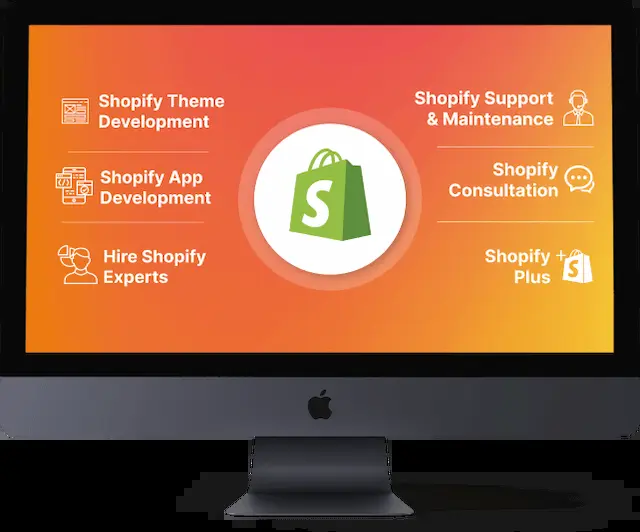 Shopify Theme
Development
Shopify App
Development
Hire Shopify
Experts
S
Shopify Support
& Maintenance
Shopify
Consultation
Shopify +
Plus
S